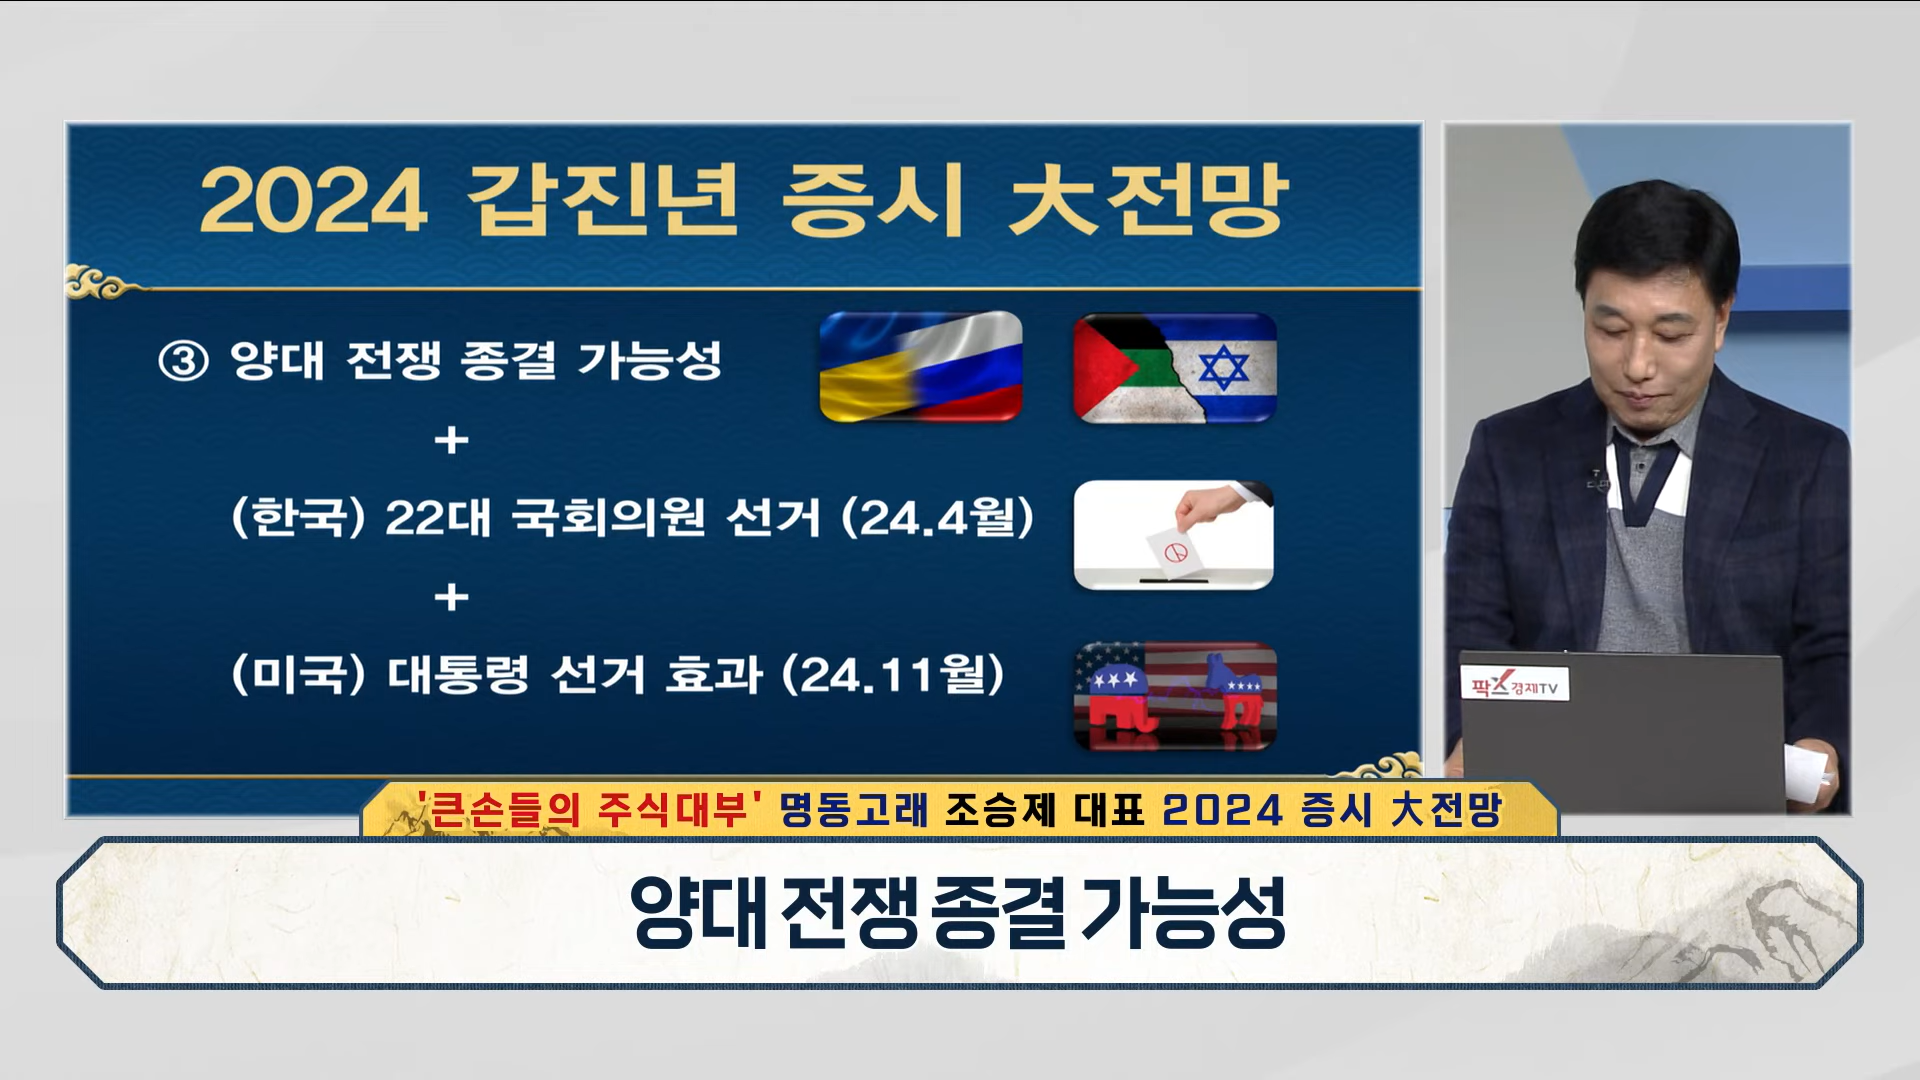 2024 갑진년 증시 大전망
③ 양대 전쟁 종결 가능성
+
(한국) 22대 국회의원 선거 (24.4월)
+
(미국) 대통령 선거 효과 (24.11월)
팍스경제TV
'큰손들의 주식대부' 명동고래 조승제 대표 2024 증시 大전망
양대 전쟁 종결 가능성